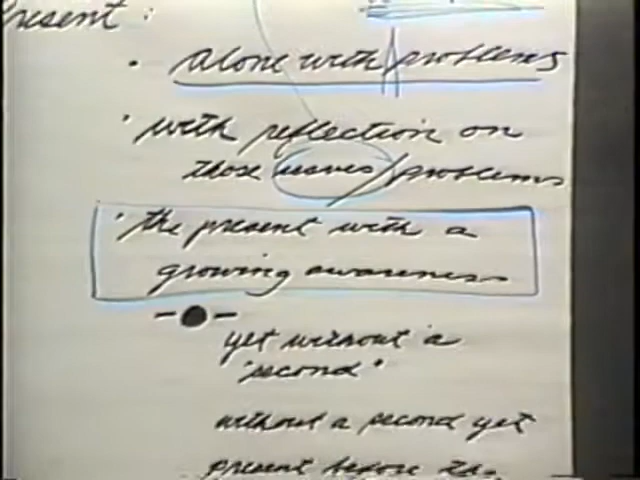 Present:
• Alone with problems
• with reflection on
those issues/problems
• the present with a
growing awareness
yet without a
"second"
without a second yet
present before the